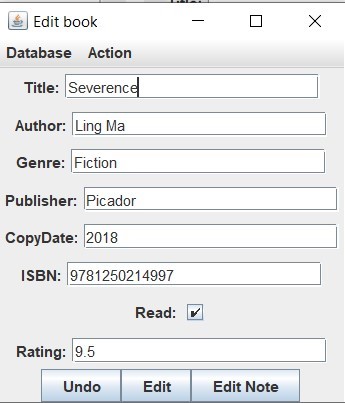 Edit book
Database Action
Title: Severence
Author: Ling Ma
Genre: Fiction
Publisher: Picador
CopyDate: 2018
ISBN: 9781250214997
Read:
Rating: 9.5
Undo Edit Edit Note